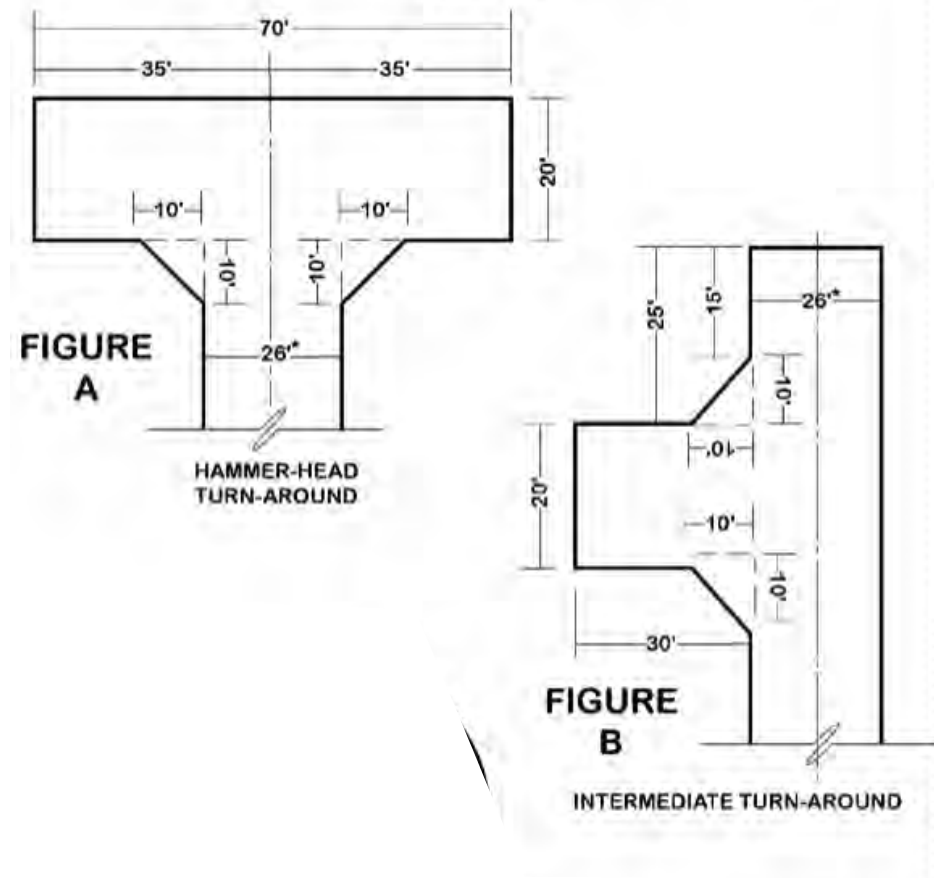 70'
35'
35'
20'
10'
10'
10'
10'
26'*
FIGURE
A
HAMMER-HEAD
TURN-AROUND
25'
15'
26'*
10'
10'
20'
10'
10'
30'
FIGURE
B
INTERMEDIATE TURN-AROUND